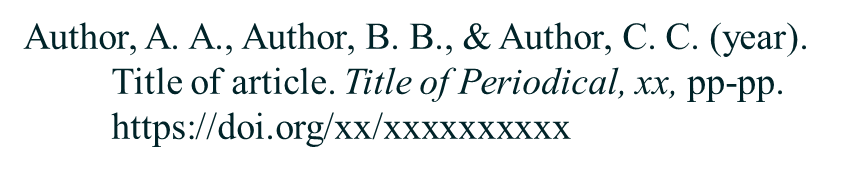 Author, A. A., Author, B. B., & Author, C. C. (year).
Title of article. Title of Periodical, xx, pp-pp.
https://doi.org/xx/xxxxxxxxxx